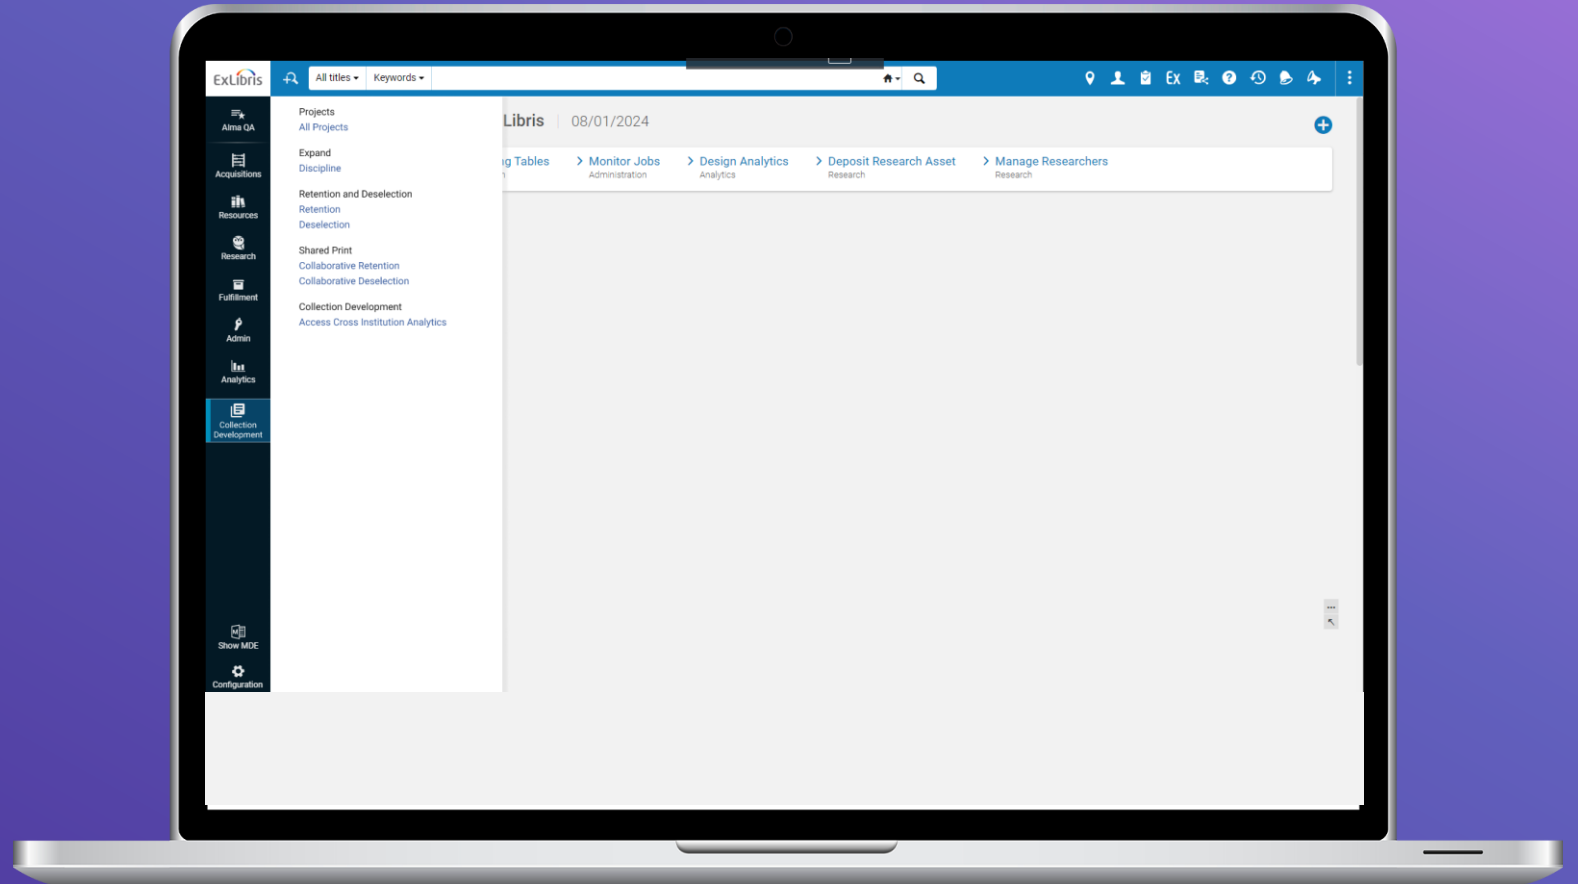 ExLibris
All titles
Keywords
Ex
Alma QA
Acquisitions
Resources
Research
Fulfillment
Admin
Analytics
Collection
Development
Show MDE
Configuration
Projects
All Projects
Expand
Discipline
Retention and Deselection
Retention
Deselection
Shared Print
Collaborative Retention
Collaborative Deselection
Collection Development
Access Cross Institution Analytics
Libris 08/01/2024
Tables
Monitor Jobs
Administration
Design Analytics
Analytics
Deposit Research Asset
Research
Manage Researchers
Research